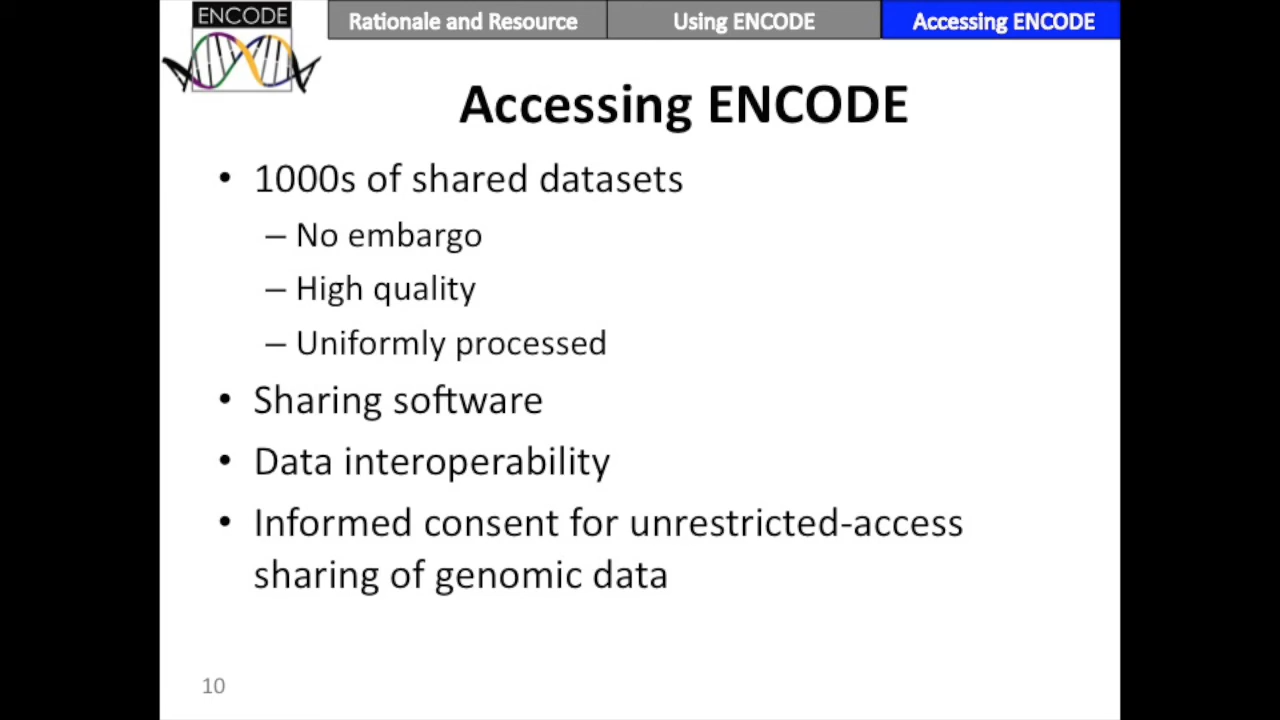 ENCODE
Rationale and Resource
Using ENCODE
Accessing ENCODE
Accessing ENCODE
• 1000s of shared datasets
– No embargo
– High quality
– Uniformly processed
• Sharing software
• Data interoperability
• Informed consent for unrestricted-access
sharing of genomic data
10